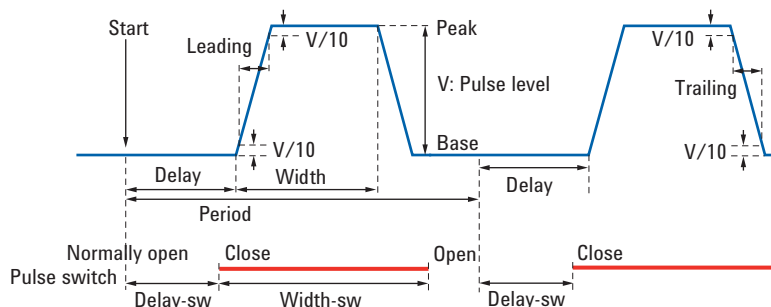 Start
Peak
V/10
V/10
Leading
V: Pulse level
Trailing
V/10
Base
V/10
Delay
Width
Delay
Period
Normally open
Close
Open
Close
Pulse switch
Delay-sw
Width-sw
Delay-sw